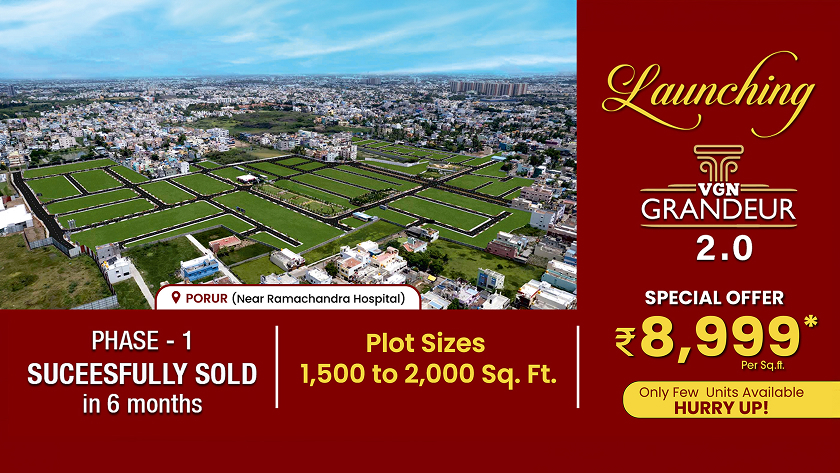 Launching
VGN
GRANDEUR
2.0
PORUR (Near Ramachandra Hospital)
PHASE - 1
SUCEESFULLY SOLD
in 6 months
Plot Sizes
1,500 to 2,000 Sq. Ft.
SPECIAL OFFER
₹8,999*
Per Sq.ft.
Only Few Units Available
HURRY UP!